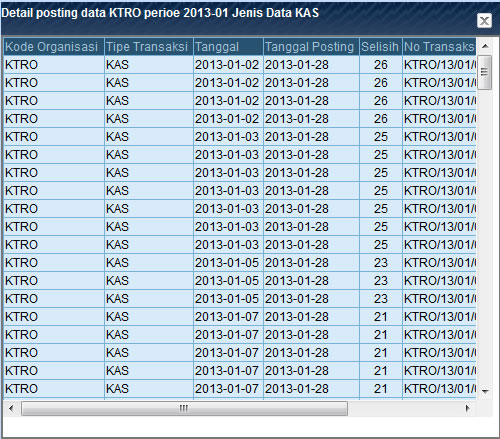 Detail posting data KTRO perioe 2013-01 Jenis Data KAS
Kode Organisasi Tipe Transaksi Tanggal Tanggal Posting Selisih No Transaks
KTRO KAS 2013-01-02 2013-01-28 26 KTRO/13/01/
KTRO KAS 2013-01-02 2013-01-28 26 KTRO/13/01/
KTRO KAS 2013-01-02 2013-01-28 26 KTRO/13/01/
KTRO KAS 2013-01-02 2013-01-28 26 KTRO/13/01/
KTRO KAS 2013-01-03 2013-01-28 25 KTRO/13/01/
KTRO KAS 2013-01-03 2013-01-28 25 KTRO/13/01/
KTRO KAS 2013-01-03 2013-01-28 25 KTRO/13/01/
KTRO KAS 2013-01-03 2013-01-28 25 KTRO/13/01/
KTRO KAS 2013-01-03 2013-01-28 25 KTRO/13/01/
KTRO KAS 2013-01-03 2013-01-28 25 KTRO/13/01/
KTRO KAS 2013-01-03 2013-01-28 25 KTRO/13/01/
KTRO KAS 2013-01-05 2013-01-28 23 KTRO/13/01/
KTRO KAS 2013-01-05 2013-01-28 23 KTRO/13/01/
KTRO KAS 2013-01-05 2013-01-28 23 KTRO/13/01/
KTRO KAS 2013-01-07 2013-01-28 21 KTRO/13/01/
KTRO KAS 2013-01-07 2013-01-28 21 KTRO/13/01/
KTRO KAS 2013-01-07 2013-01-28 21 KTRO/13/01/
KTRO KAS 2013-01-07 2013-01-28 21 KTRO/13/01/
KTRO KAS 2013-01-07 2013-01-28 21 KTRO/13/01/